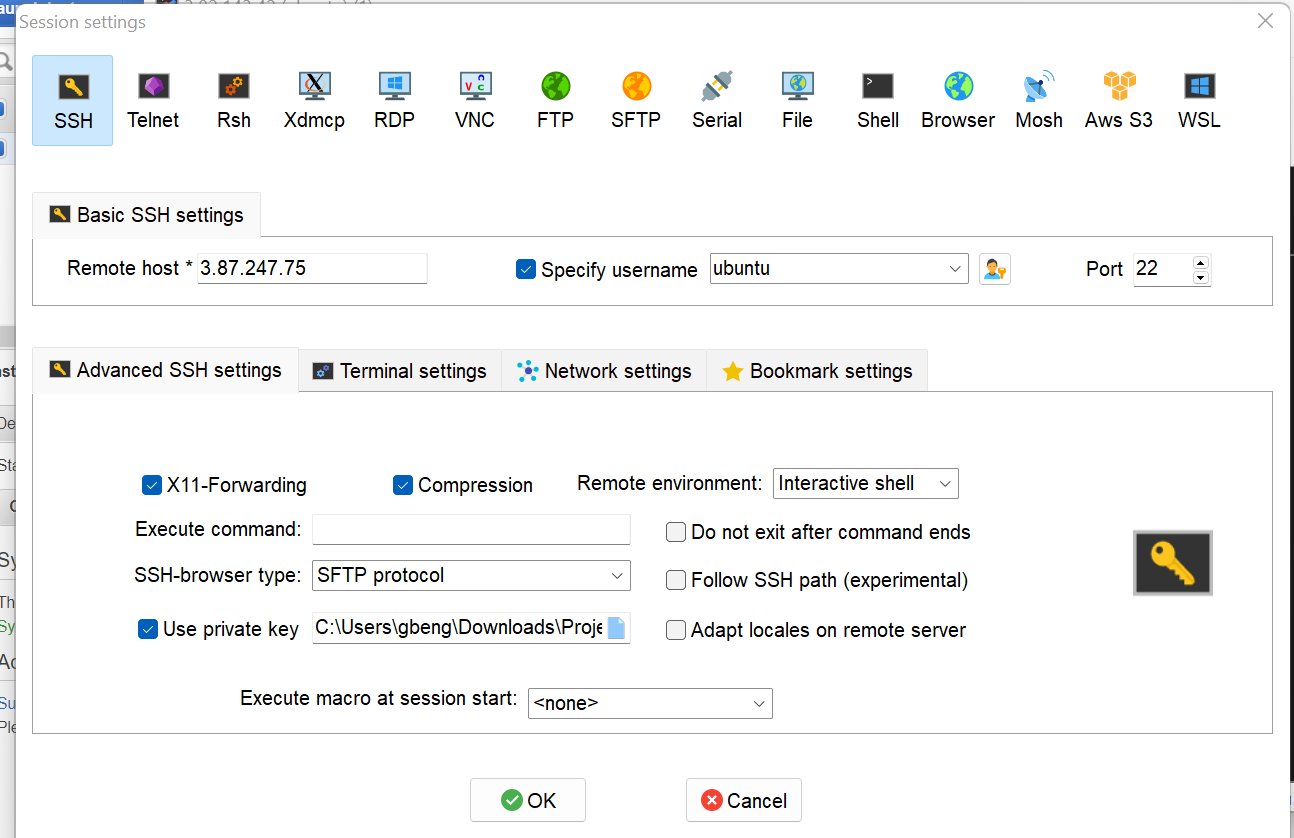 Session settings
SSH Telnet Rsh Xdmcp RDP VNC FTP SFTP Serial File Shell Browser Mosh Aws S3 WSL
Basic SSH settings
Remote host * 3.87.247.75 Specify username ubuntu Port 22
Advanced SSH settings Terminal settings Network settings Bookmark settings
X11-Forwarding Compression Remote environment: Interactive shell
Execute command: Do not exit after command ends
SSH-browser type: SFTP protocol Follow SSH path (experimental)
Use private key C:\Users\gbeng\Downloads\Proje Adapt locales on remote server
Execute macro at session start: <none>
OK Cancel